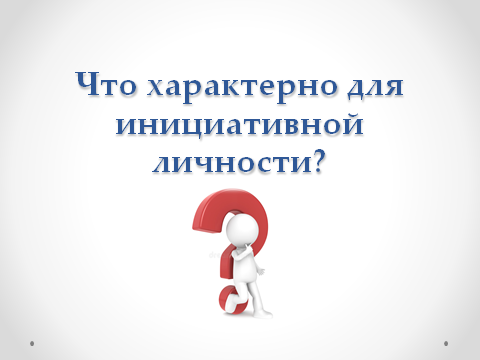 Что характерно для
инициативной
личности?